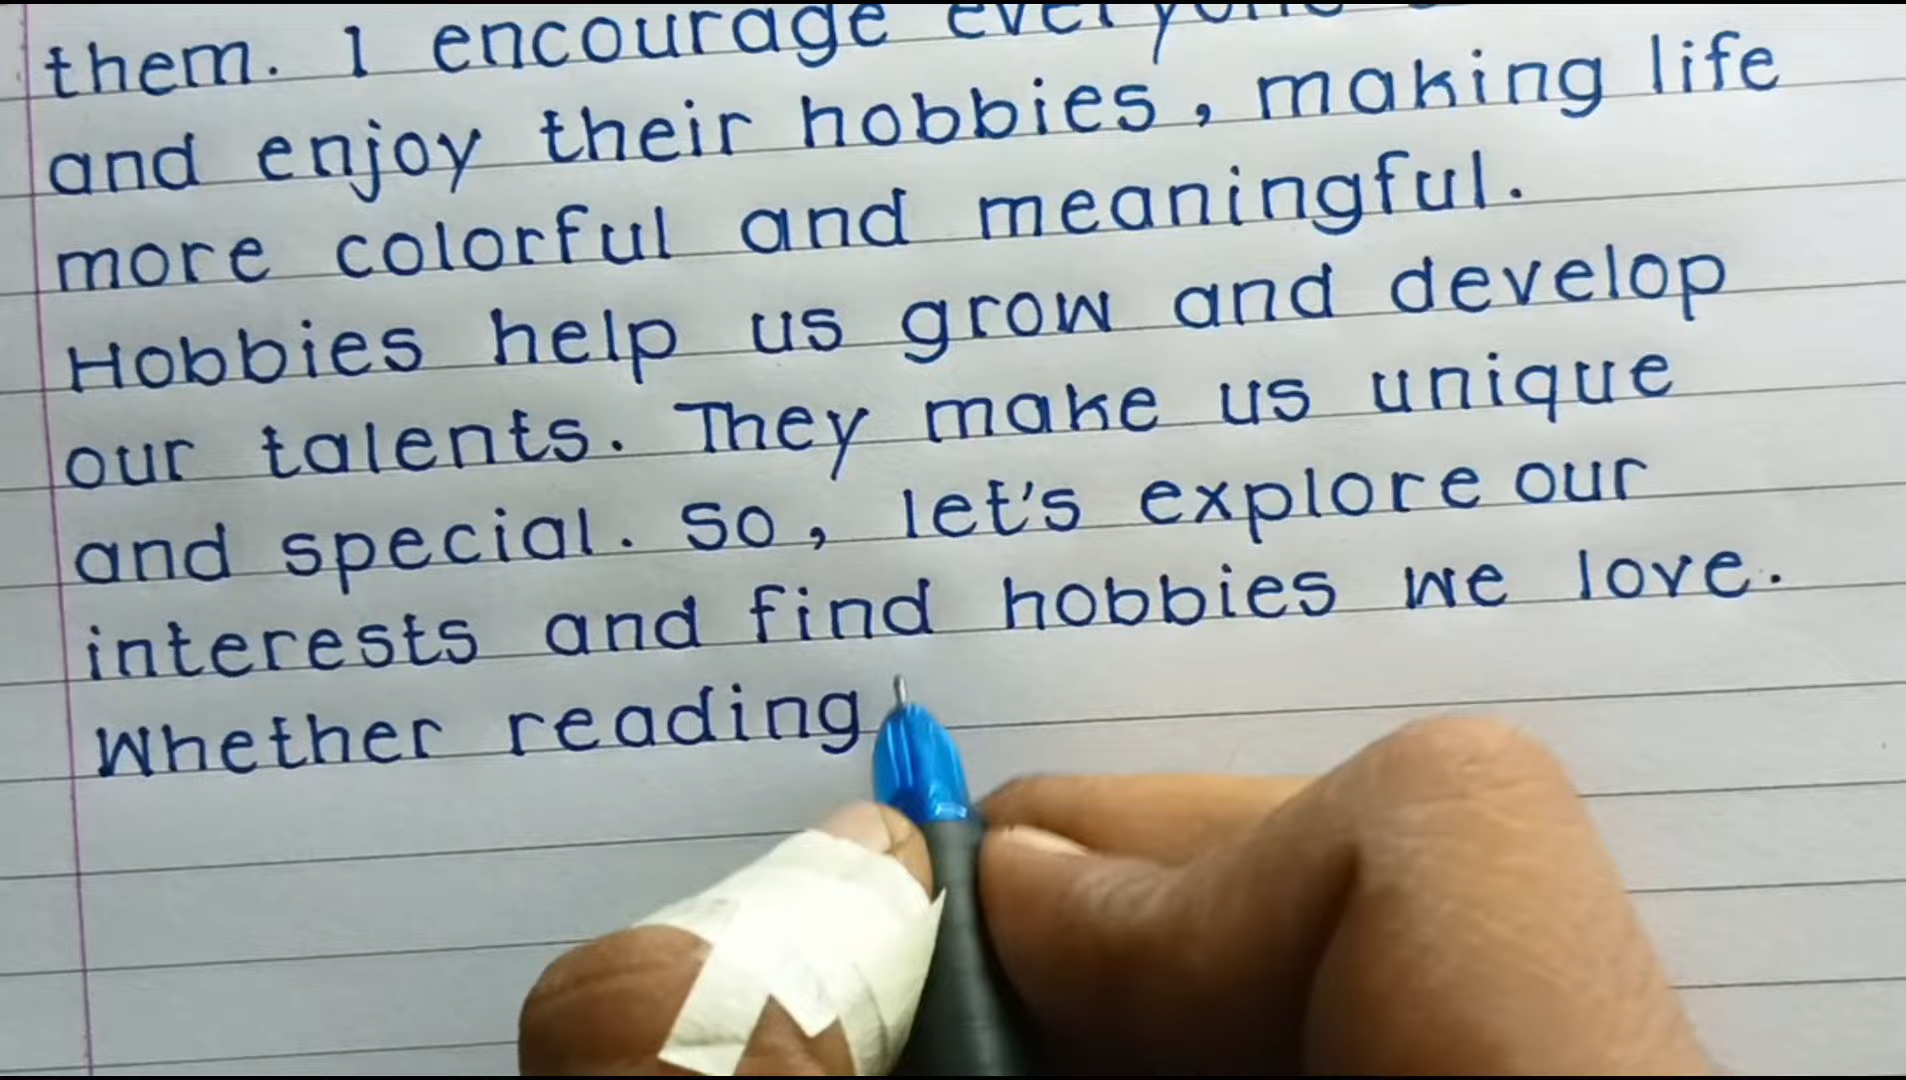 them. I encourage everyone
and enjoy their hobbies, making life
more colorful and meaningful.
Hobbies help us grow and develop
our talents. They make us unique
and special. So, let's explore our
interests and find hobbies we love.
Whether reading